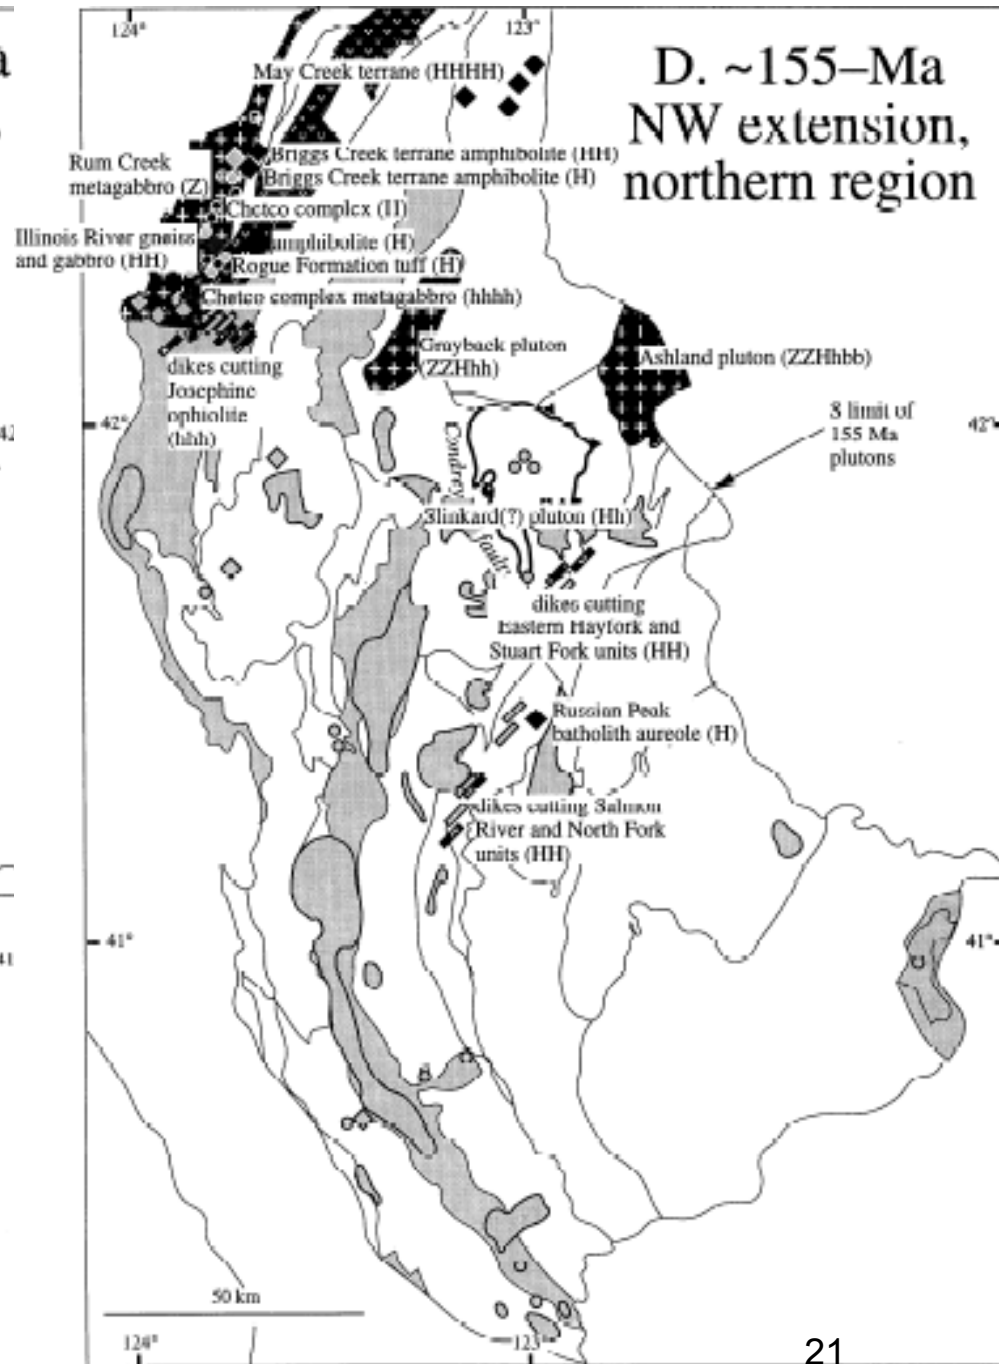 a
124°
123°
D. ~155–Ma
NW extension,
northern region
May Creek terrane (HHHH)
Briggs Creek terrane amphibolite (HH)
Rum Creek
metagabbro (Z)
Briggs Creek terrane amphibolite (H)
Chetco complex (H)
Illinois River gneiss
and gabbro (HH)
amphibolite (H)
Rogue Formation tuff (H)
Chetco complex metagabbro (hhhh)
Grayback pluton
(ZZHhh)
Ashland pluton (ZZHhbb)
dikes cutting
Josephine
ophiolite
(hhh)
S limit of
155 Ma
plutons
42
42°
42°
Condrey
fault
Slinkard(?) pluton (Hh)
dikes cutting
Eastern Hayfork and
Stuart Fork units (HH)
Russian Peak
batholith aureole (H)
dikes cutting Salmon
River and North Fork
units (HH)
41
41°
41°
50 km
124°
123°
21